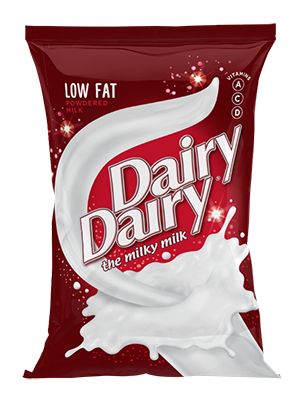 LOW FAT
POWDERED
MILK
VITAMINS
A
C
D
Dairy
Dairy®
the milky milk